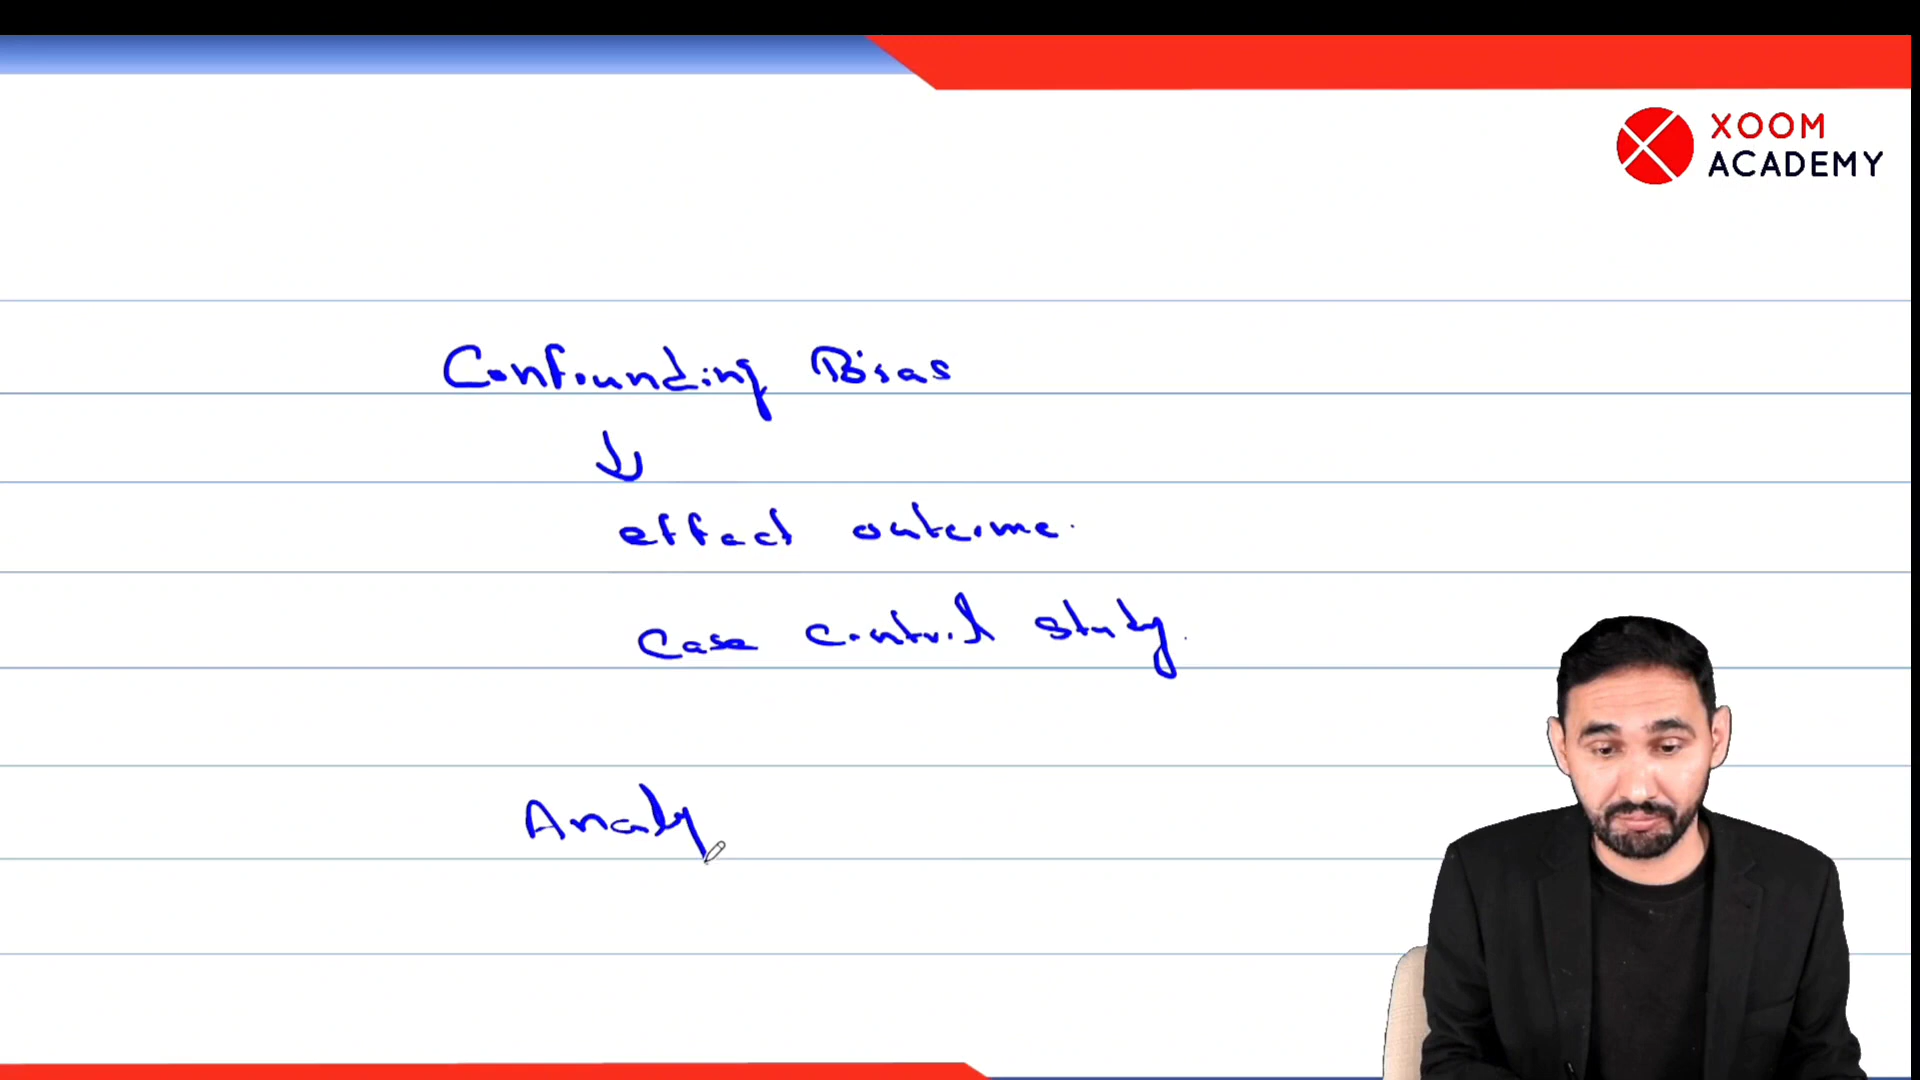 XOOM
ACADEMY
Confounding Bias
effect outcome.
Case control study.
Analy